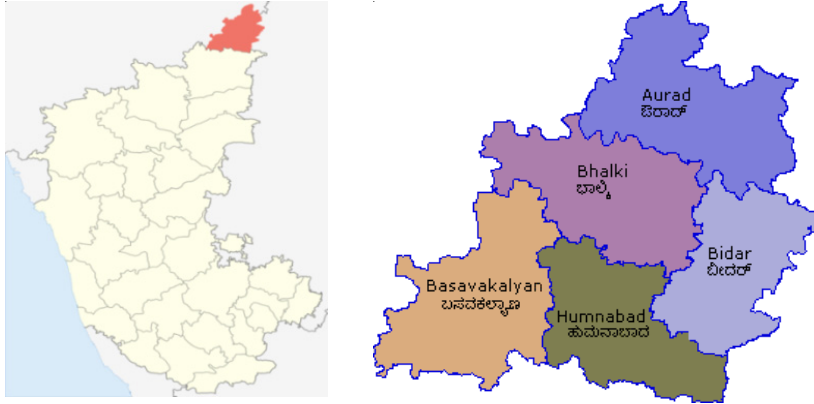 Aurad
ಔರಾದ್
Bhalki
ಭಾಲ್ಕಿ
Bidar
ಬೀದರ್
Basavakalyan
ಬಸವಕಲ್ಯಾಣ
Humnabad
ಹುಮನಾಬಾದ